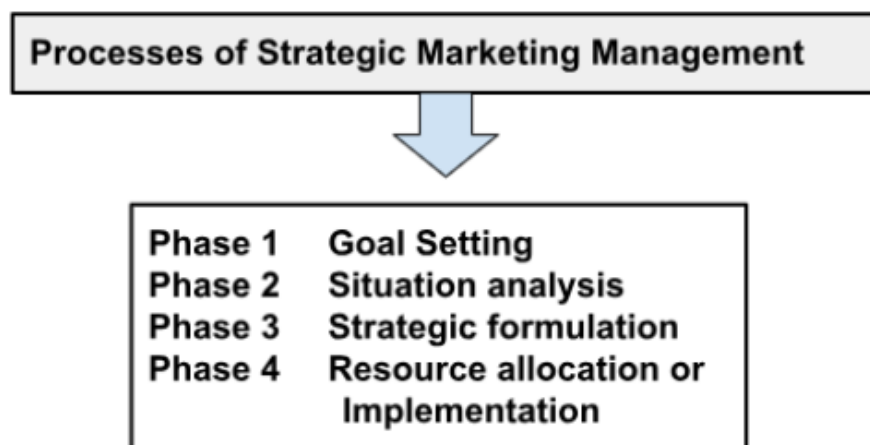 Processes of Strategic Marketing Management
Phase 1 Goal Setting
Phase 2 Situation analysis
Phase 3 Strategic formulation
Phase 4 Resource allocation or
Implementation